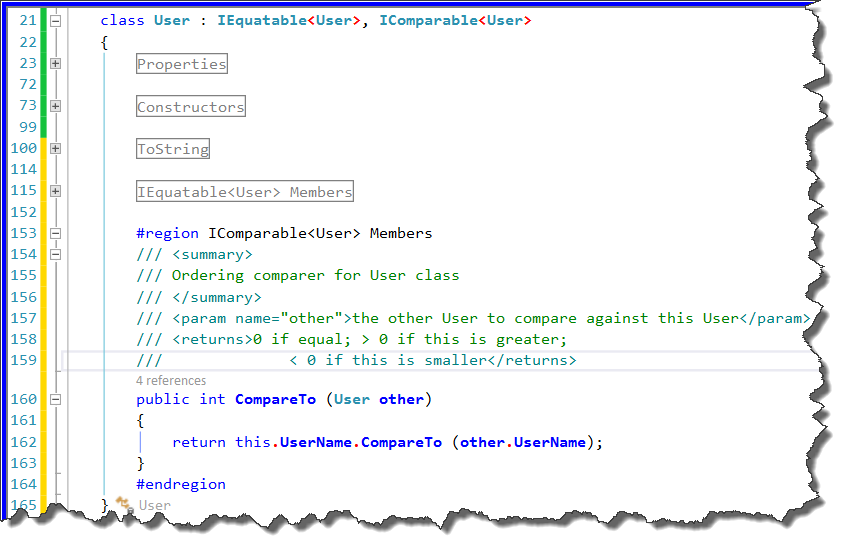 21 class User : IEquatable<User>, IComparable<User>
22 {
23 Properties
72
73 Constructors
99
100 ToString
114
115 IEquatable<User> Members
152
153 #region IComparable<User> Members
154 /// <summary>
155 /// Ordering comparer for User class
156 /// </summary>
157 /// <param name="other">the other User to compare against this User</param>
158 /// <returns>0 if equal; > 0 if this is greater;
159 /// < 0 if this is smaller</returns>
4 references
160 public int CompareTo (User other)
161 {
162 return this.UserName.CompareTo (other.UserName);
163 }
164 #endregion
165 } User